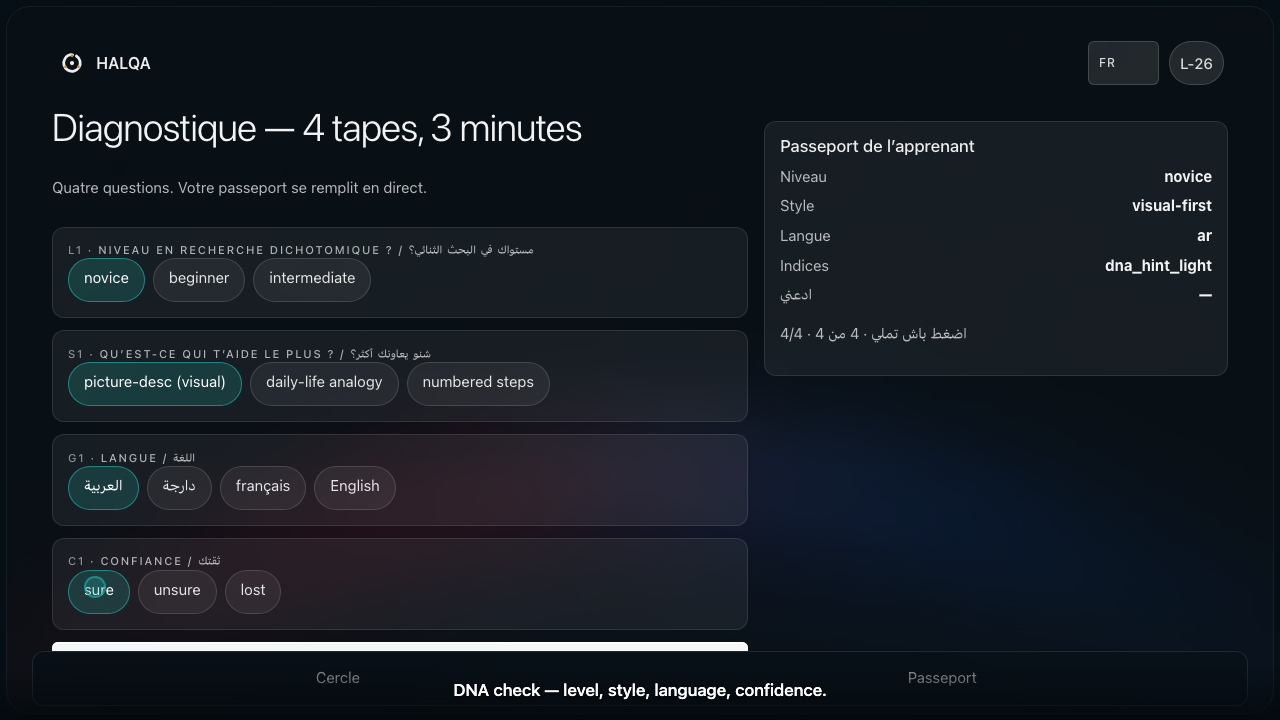 HALQA
FR
L-26
Diagnostique — 4 tapes, 3 minutes
Quatre questions. Votre passeport se remplit en direct.
L1 · NIVEAU EN RECHERCHE DICHOTOMIQUE ? / مستواك في البحث الثنائي؟
novice beginner intermediate
S1 · QU'EST-CE QUI T'AIDE LE PLUS ? / شنو يعاونك أكثر؟
picture-desc (visual) daily-life analogy numbered steps
G1 · LANGUE / اللغة
العربية دارجة français English
C1 · CONFIANCE / ثقتك
sure unsure lost
Passeport de l’apprenant
Niveau novice
Style visual-first
Langue ar
Indices dna_hint_light
ادعني —
اضغط باش تملي · 4 من 4 · 4/4
Cercle
Passeport
DNA check — level, style, language, confidence.